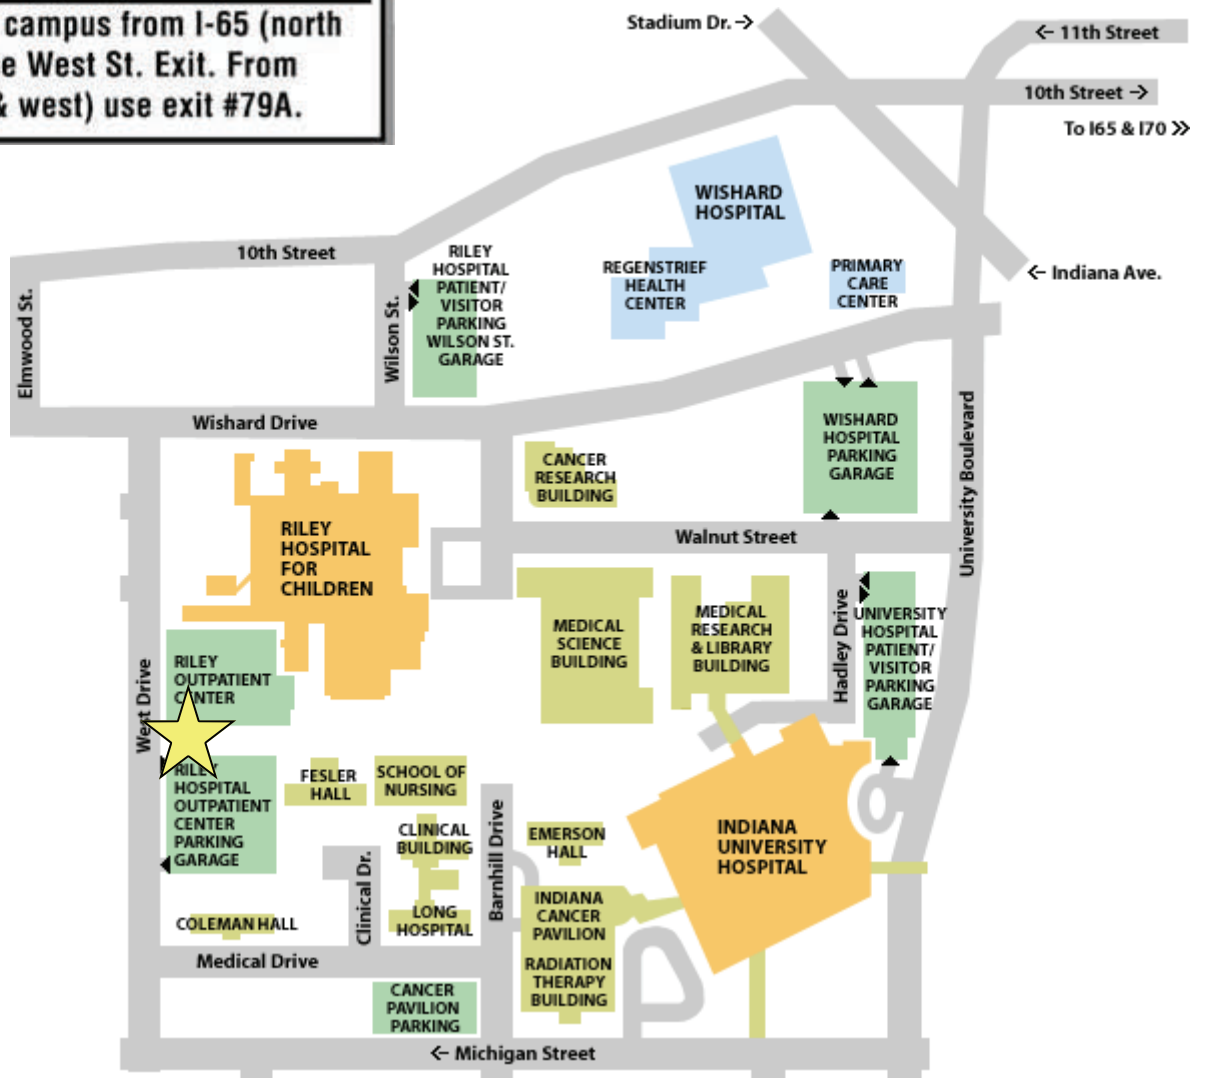 campus from I-65 (north
e West St. Exit. From
& west) use exit #79A.
Stadium Dr. →
← 11th Street
10th Street →
To I65 & I70 >>
WISHARD
HOSPITAL
10th Street
RILEY
HOSPITAL
PATIENT/
VISITOR
PARKING
WILSON ST.
GARAGE
REGENSTRIEF
HEALTH
CENTER
PRIMARY
CARE
CENTER
← Indiana Ave.
Elmwood St.
Wilson St.
Wishard Drive
WISHARD
HOSPITAL
PARKING
GARAGE
University Boulevard
CANCER
RESEARCH
BUILDING
RILEY
HOSPITAL
FOR
CHILDREN
Walnut Street
MEDICAL
SCIENCE
BUILDING
MEDICAL
RESEARCH
& LIBRARY
BUILDING
Hadley Drive
UNIVERSITY
HOSPITAL
PATIENT/
VISITOR
PARKING
GARAGE
West Drive
RILEY
OUTPATIENT
CENTER
RILEY
HOSPITAL
OUTPATIENT
CENTER
PARKING
GARAGE
FESLER
HALL
SCHOOL OF
NURSING
CLINICAL
BUILDING
Barnhill Drive
EMERSON
HALL
INDIANA
UNIVERSITY
HOSPITAL
Clinical Dr.
LONG
HOSPITAL
INDIANA
CANCER
PAVILION
COLEMAN HALL
Medical Drive
RADIATION
THERAPY
BUILDING
CANCER
PAVILION
PARKING
← Michigan Street